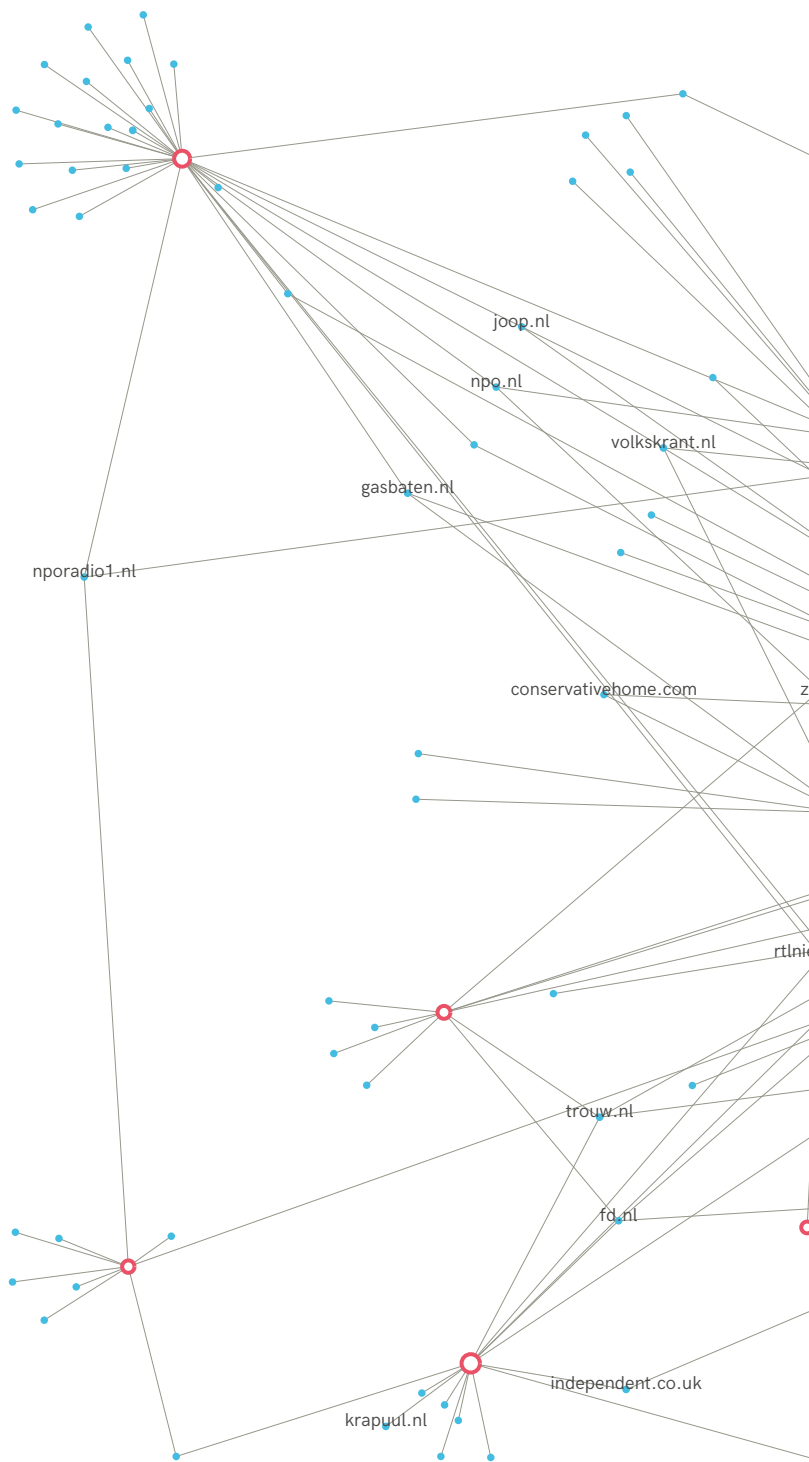 joop.nl
npo.nl
volkskrant.nl
gasbaten.nl
nporadio1.nl
conservativehome.com
z
rtlni
trouw.nl
fd.nl
independent.co.uk
krapuul.nl